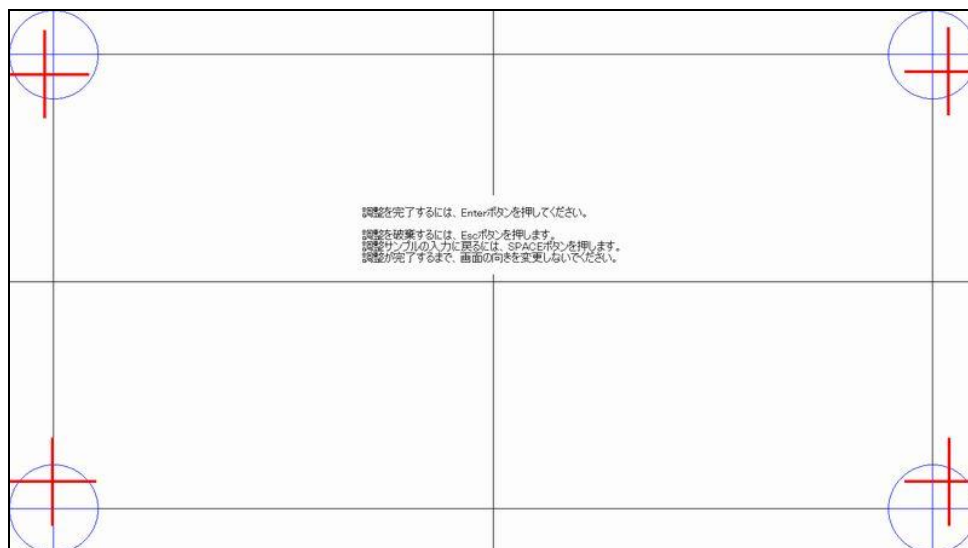 調整を完了するには、Enterボタンを押してください。
調整を破棄するには、Escボタンを押します。
調整サンプルの入力に戻るには、SPACEボタンを押します。
調整が完了するまで、画面の向きを変更しないでください。